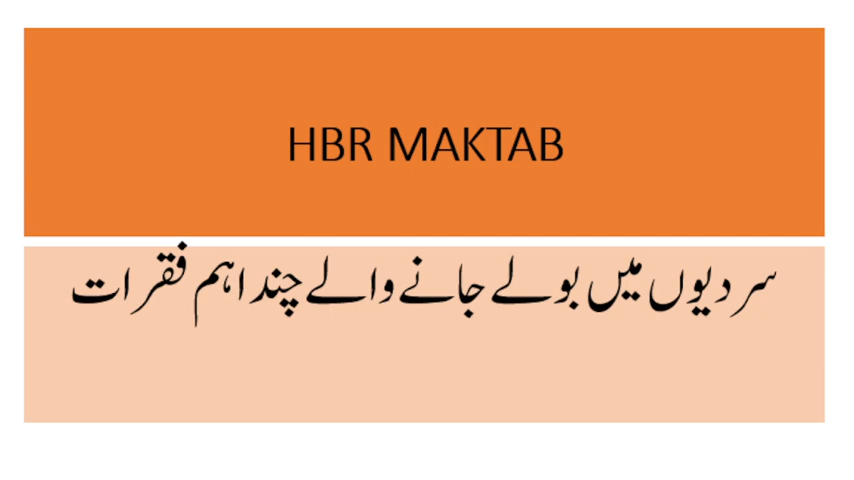 HBR MAKTAB
سردیوں میں بولے جانے والے چند اہم فقرات